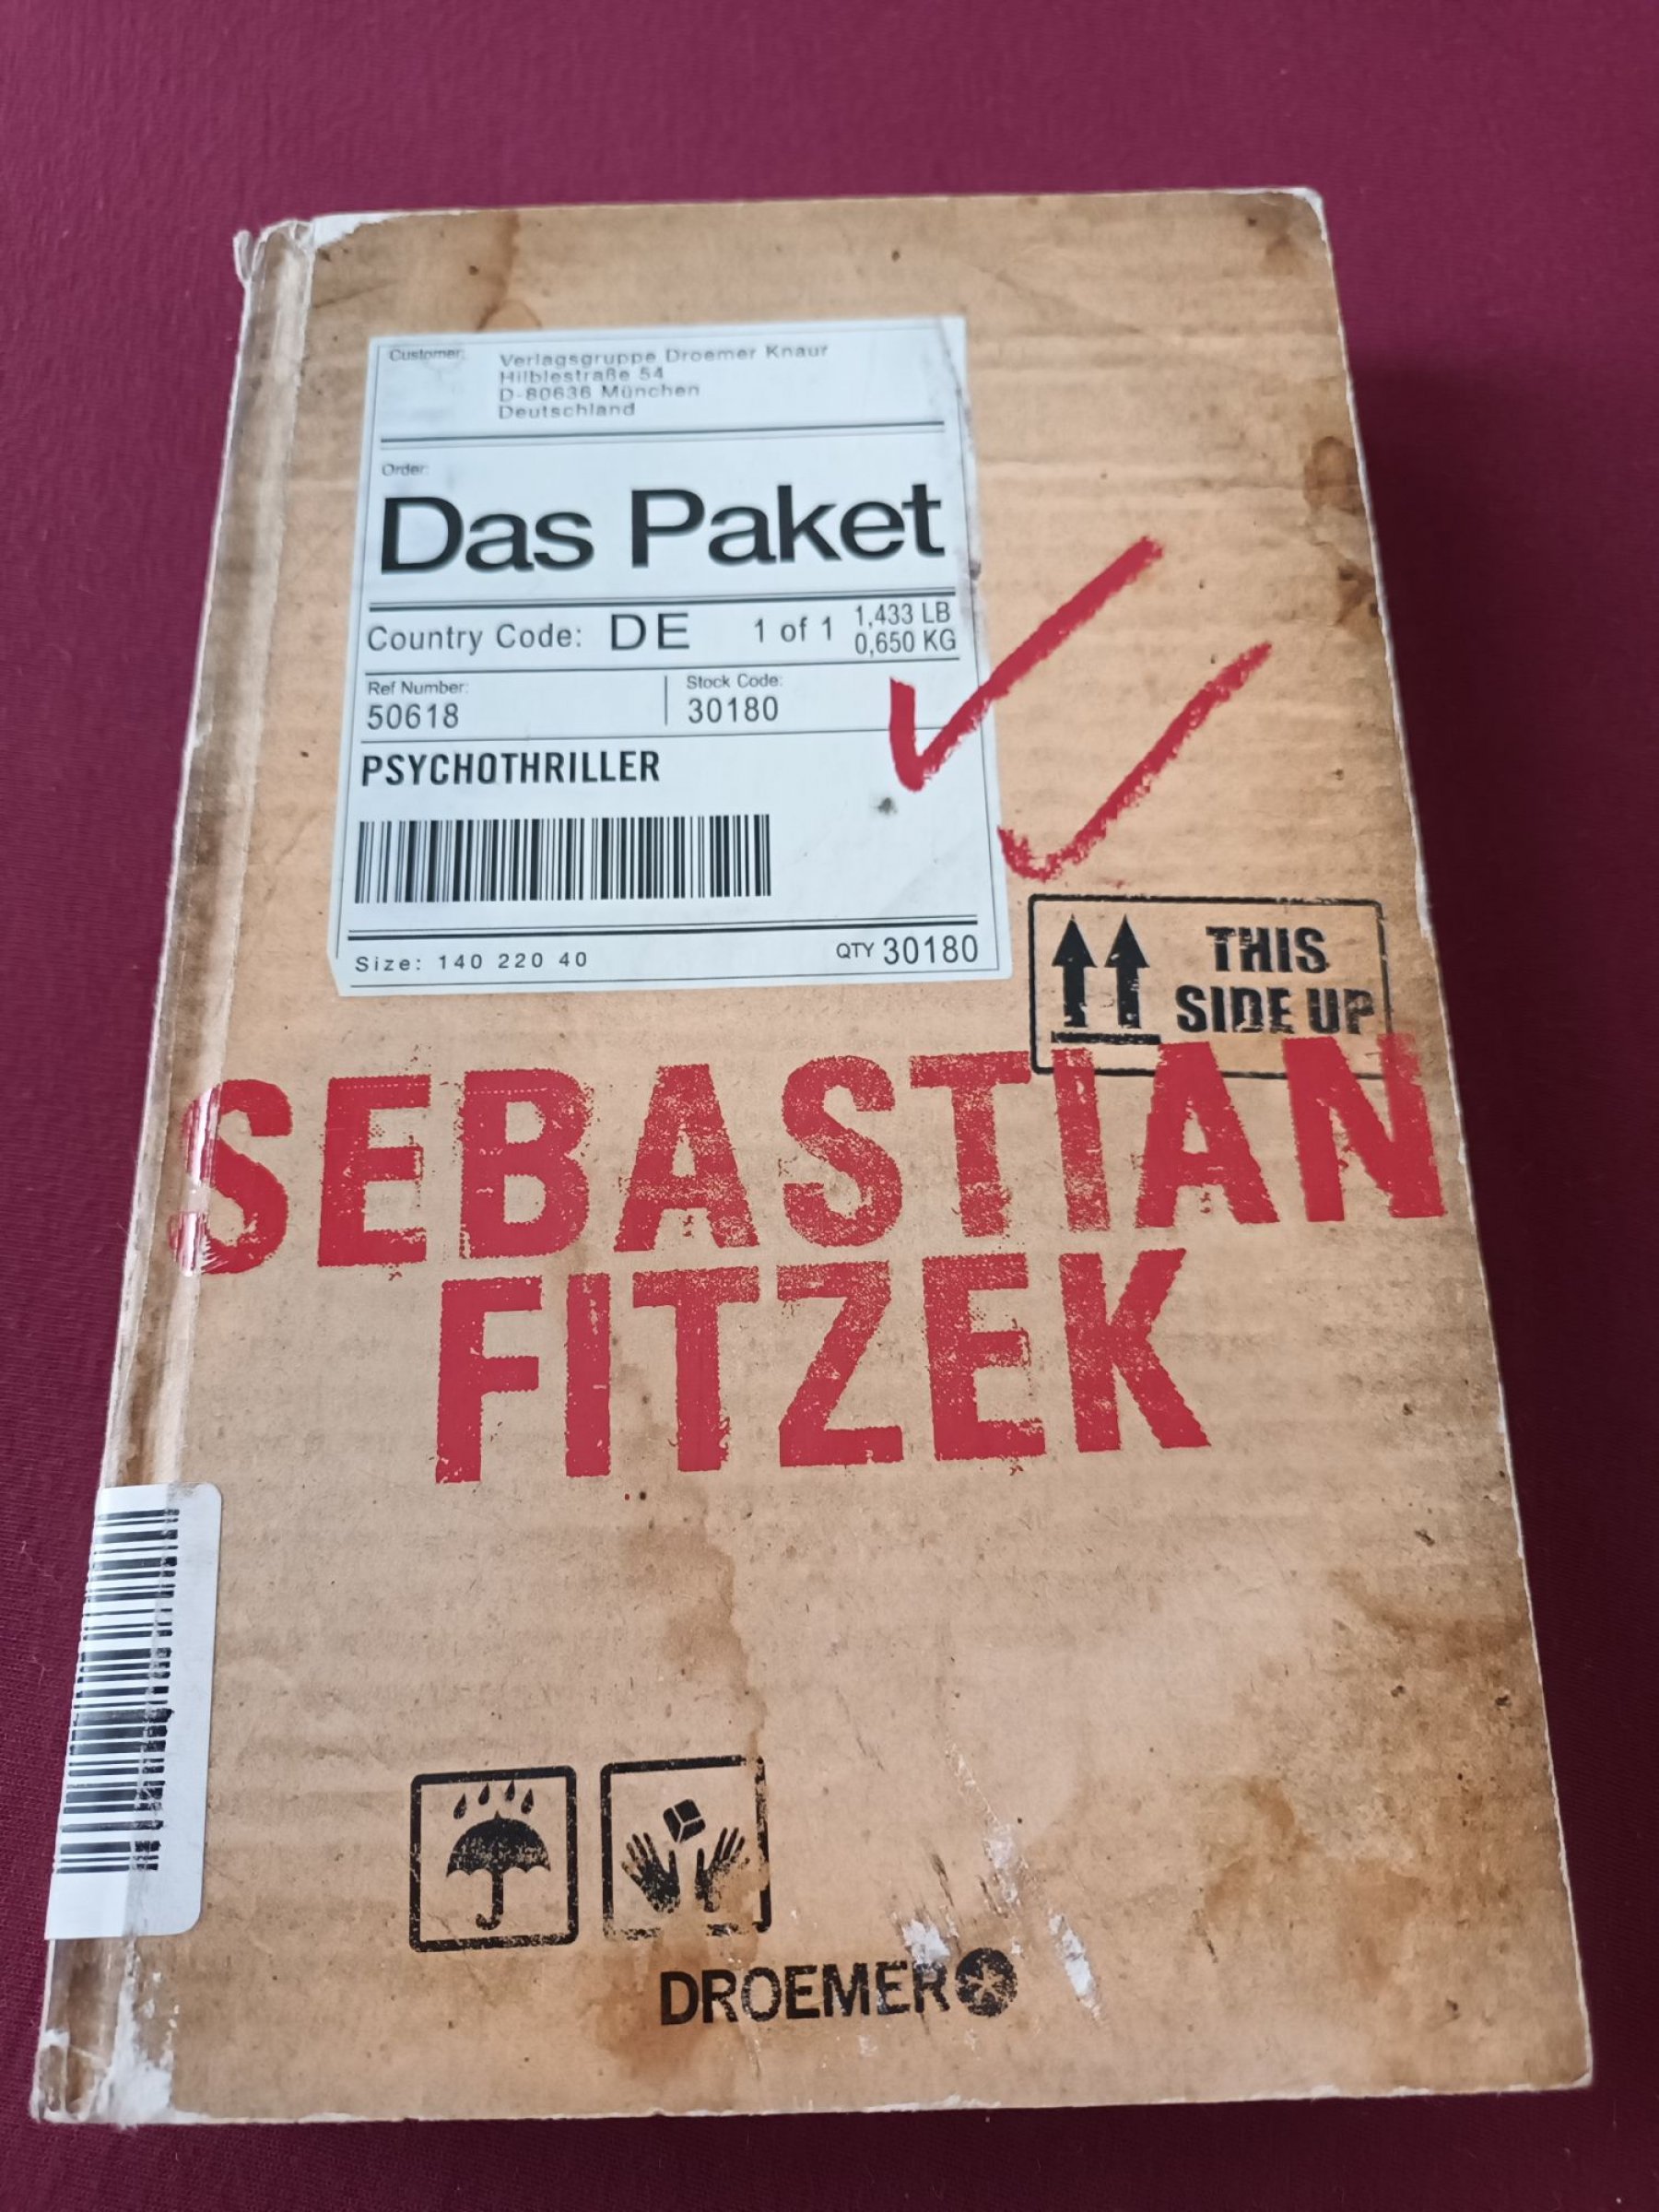 Customer:
Verlagsgruppe Droemer Knaur
Hilblestraße 54
D-80636 München
Deutschland
Order:
Das Paket
Country Code: DE 1 of 1 1,433 LB
0,650 KG
Ref Number: Stock Code:
50618 30180
PSYCHOTHRILLER
Size: 140 220 40 QTY 30180
THIS
SIDE UP
SEBASTIAN
FITZEK
DROEMER